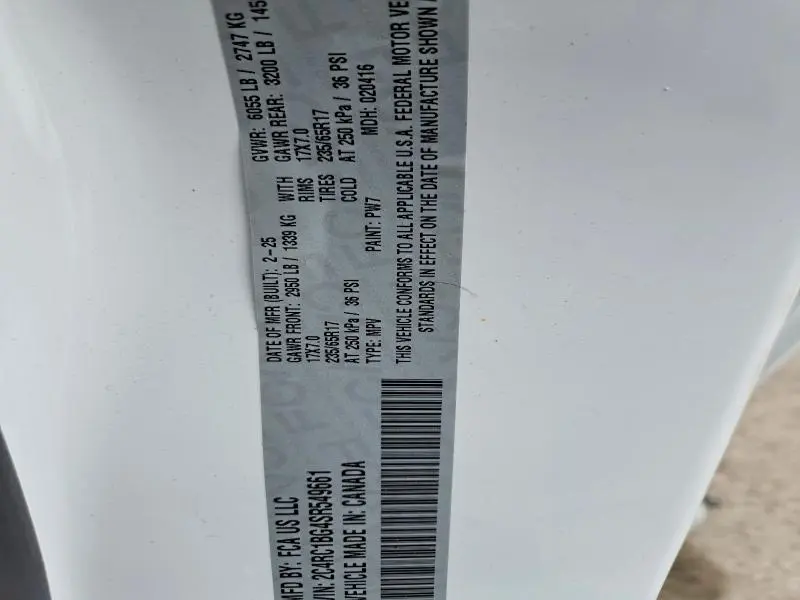 MFD BY: FCA US LLC
DATE OF MFR (BUILT): 2-25 GVWR: 6055 LB / 2747 KG
GAWR FRONT: 2950 LB / 1339 KG WITH GAWR REAR: 3200 LB / 145
17X7.0 RIMS 17X7.0
235/65R17 TIRES 235/65R17
AT 250 kPa / 36 PSI COLD AT 250 kPa / 36 PSI
TYPE: MPV PAINT: PW7 MDH: 020416
VIN: 2C4RC1BG4SR549661
VEHICLE MADE IN: CANADA
THIS VEHICLE CONFORMS TO ALL APPLICABLE U.S.A. FEDERAL MOTOR VE
STANDARDS IN EFFECT ON THE DATE OF MANUFACTURE SHOWN A